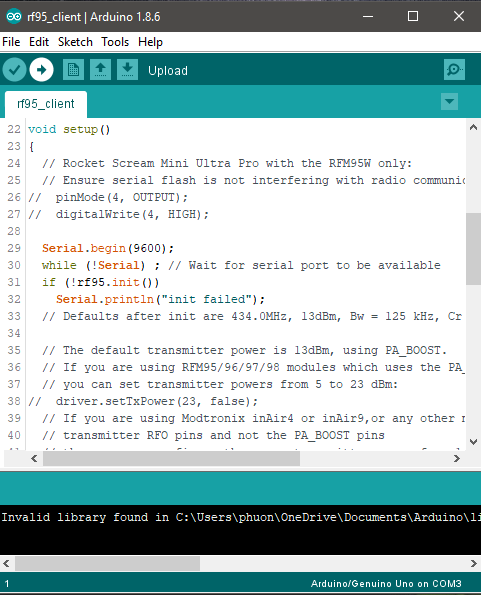 rf95_client | Arduino 1.8.6
File Edit Sketch Tools Help
Upload
rf95_client
22 void setup()
23 {
24 // Rocket Scream Mini Ultra Pro with the RFM95W only:
25 // Ensure serial flash is not interfering with radio communic
26 // pinMode(4, OUTPUT);
27 // digitalWrite(4, HIGH);
28
29 Serial.begin(9600);
30 while (!Serial) ; // Wait for serial port to be available
31 if (!rf95.init())
32 Serial.println("init failed");
33 // Defaults after init are 434.0MHz, 13dBm, Bw = 125 kHz, Cr
34
35 // The default transmitter power is 13dBm, using PA_BOOST.
36 // If you are using RFM95/96/97/98 modules which uses the PA_
37 // you can set transmitter powers from 5 to 23 dBm:
38 // driver.setTxPower(23, false);
39 // If you are using Modtronix inAir4 or inAir9,or any other m
40 // transmitter RFO pins and not the PA_BOOST pins
Invalid library found in C:\Users\phuon\OneDrive\Documents\Arduino\li
1 Arduino/Genuino Uno on COM3